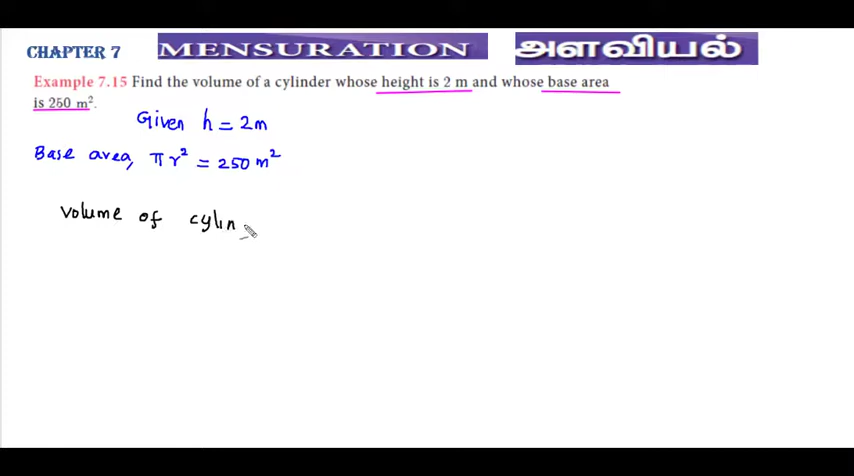 CHAPTER 7 MENSURATION அளவியல்
Example 7.15 Find the volume of a cylinder whose height is 2 m and whose base area
is 250 m².
Given h = 2m
Base area, πr² = 250 m²
volume of cylin